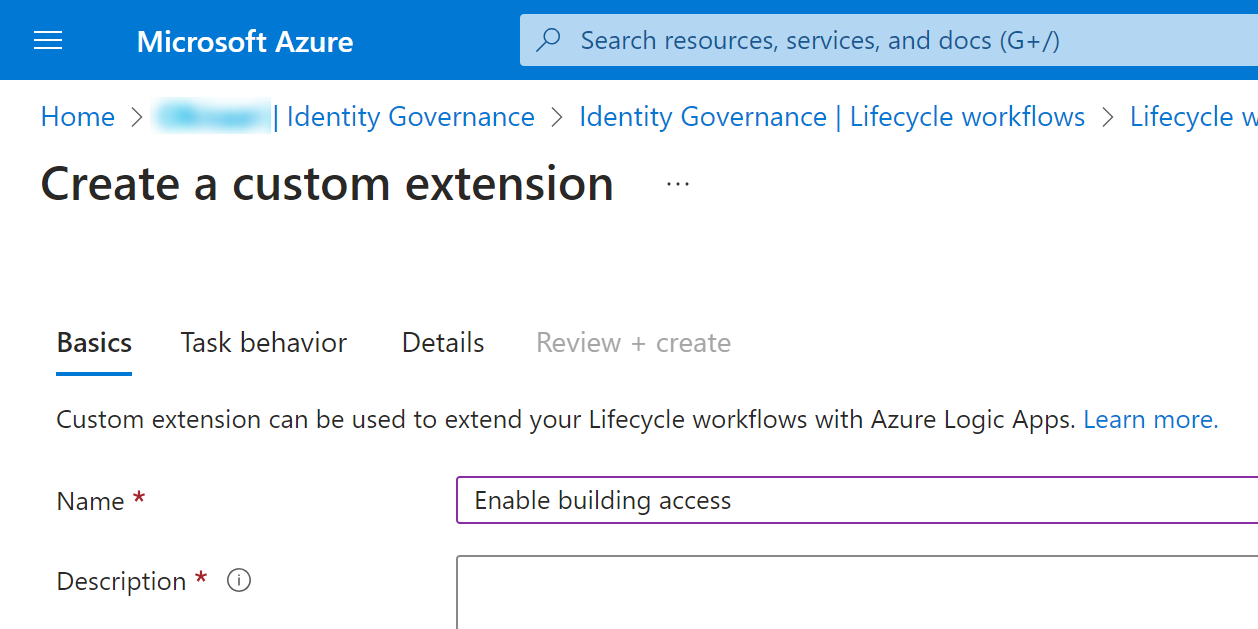 Microsoft Azure
Search resources, services, and docs (G+/)
Home > | Identity Governance > Identity Governance | Lifecycle workflows > Lifecycle
Create a custom extension ...
Basics Task behavior Details Review + create
Custom extension can be used to extend your Lifecycle workflows with Azure Logic Apps. Learn more.
Name * Enable building access
Description *